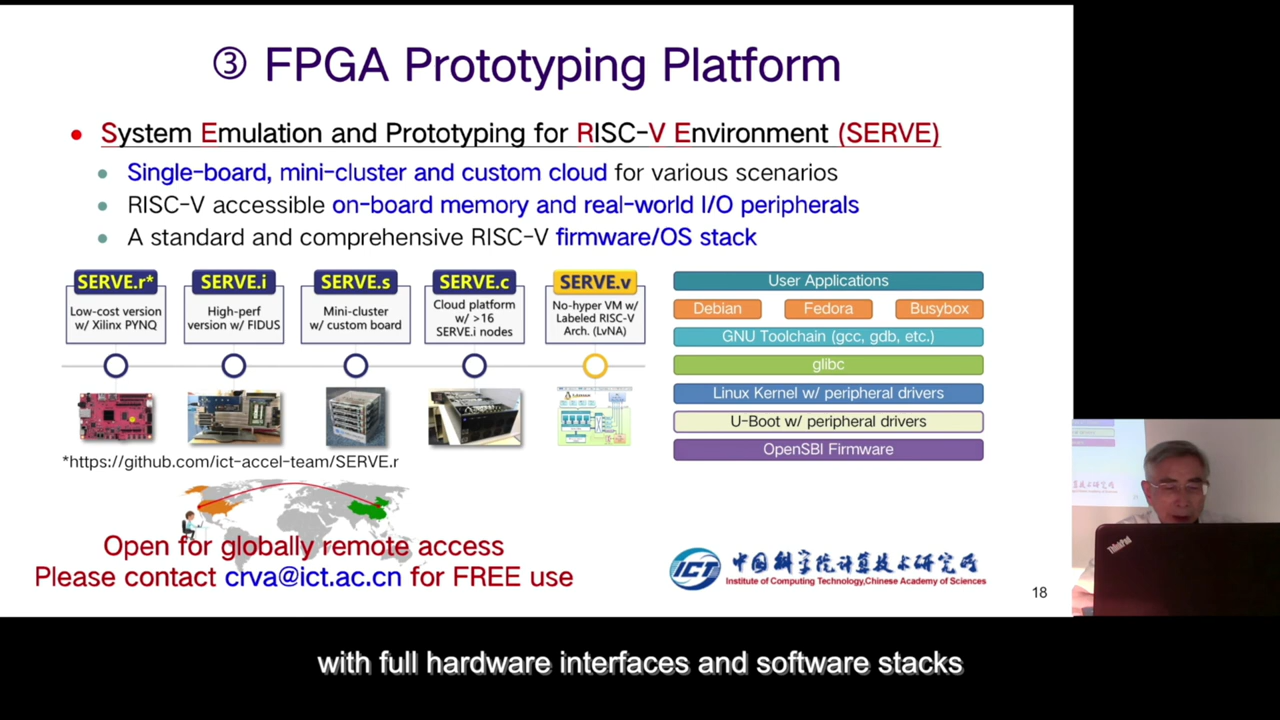 ③ FPGA Prototyping Platform
• System Emulation and Prototyping for RISC-V Environment (SERVE)
• Single-board, mini-cluster and custom cloud for various scenarios
• RISC-V accessible on-board memory and real-world I/O peripherals
• A standard and comprehensive RISC-V firmware/OS stack
SERVE.r*
Low-cost version
w/ Xilinx PYNQ
SERVE.i
High-perf
version w/ FIDUS
SERVE.s
Mini-cluster
w/ custom board
SERVE.c
Cloud platform
w/ >16
SERVE.i nodes
SERVE.v
No-hyper VM w/
Labeled RISC-V
Arch. (LvNA)
User Applications
Debian
Fedora
Busybox
GNU Toolchain (gcc, gdb, etc.)
glibc
Linux Kernel w/ peripheral drivers
U-Boot w/ peripheral drivers
OpenSBI Firmware
*https://github.com/ict-accel-team/SERVE.r
Open for globally remote access
Please contact crva@ict.ac.cn for FREE use
ICT
中国科学院计算技术研究所
Institute of Computing Technology,Chinese Academy of Sciences
18
ThinkPad
with full hardware interfaces and software stacks